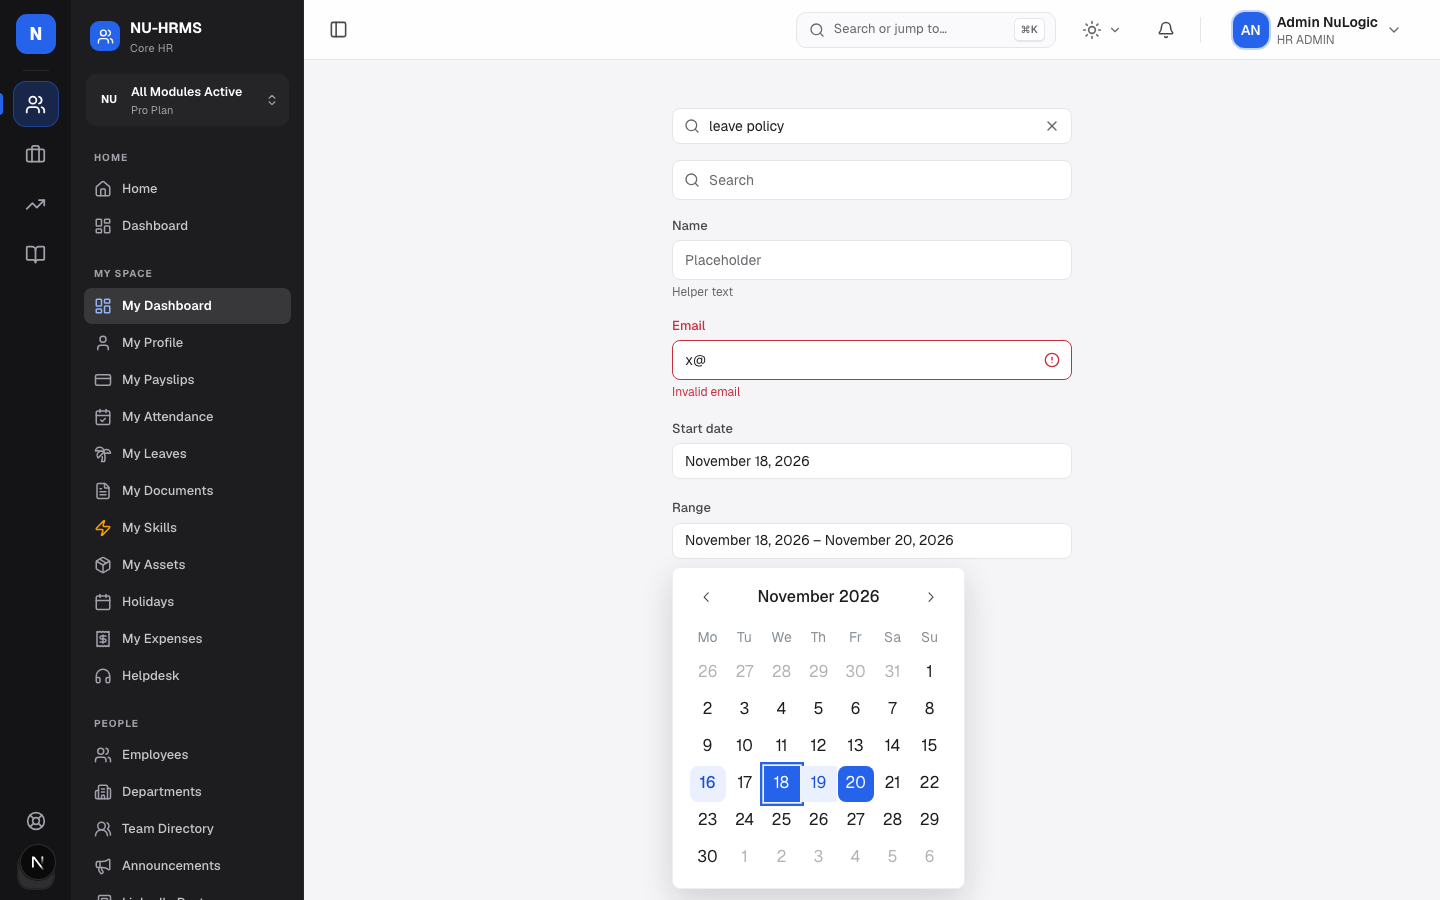 N
NU-HRMS
Core HR
NU
All Modules Active
Pro Plan
HOME
Home
Dashboard
MY SPACE
My Dashboard
My Profile
My Payslips
My Attendance
My Leaves
My Documents
My Skills
My Assets
Holidays
My Expenses
Helpdesk
PEOPLE
Employees
Departments
Team Directory
Announcements
N
Search or jump to...
⌘K
AN
Admin NuLogic
HR ADMIN
leave policy
Search
Name
Placeholder
Helper text
Email
x@
Invalid email
Start date
November 18, 2026
Range
November 18, 2026 – November 20, 2026
November 2026
Mo Tu We Th Fr Sa Su
26 27 28 29 30 31 1
2 3 4 5 6 7 8
9 10 11 12 13 14 15
16 17 18 19 20 21 22
23 24 25 26 27 28 29
30 1 2 3 4 5 6